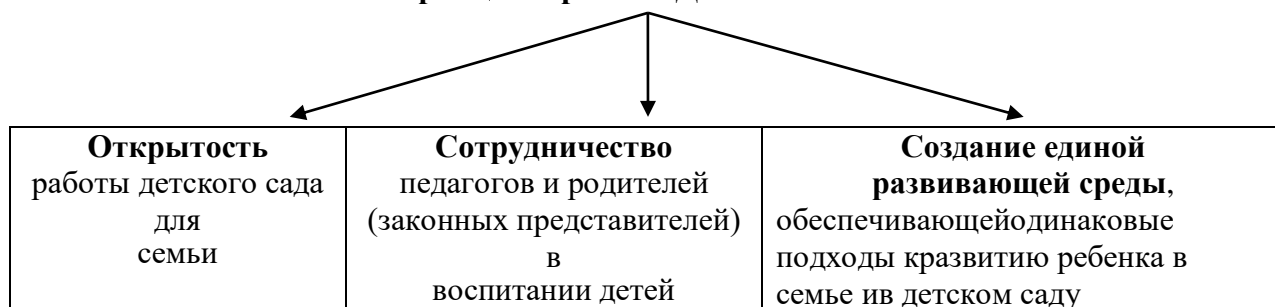 Открытость
работы детского сада
для
семьи
Сотрудничество
педагогов и родителей
(законных представителей)
в
воспитании детей
Создание единой
развивающей среды,
обеспечивающейодинаковые
подходы кразвитию ребенка в
семье ив детском саду